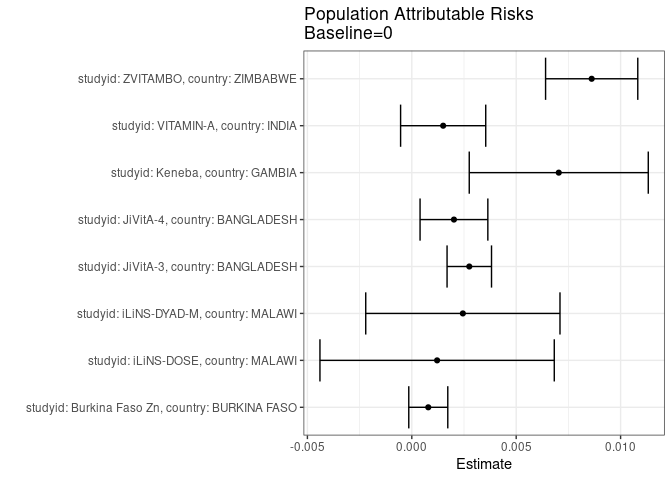 Population Attributable Risks
Baseline=0
studyid: ZVITAMBO, country: ZIMBABWE
studyid: VITAMIN-A, country: INDIA
studyid: Keneba, country: GAMBIA
studyid: JiVitA-4, country: BANGLADESH
studyid: JiVitA-3, country: BANGLADESH
studyid: iLiNS-DYAD-M, country: MALAWI
studyid: iLiNS-DOSE, country: MALAWI
studyid: Burkina Faso Zn, country: BURKINA FASO
-0.005 0.000 0.005 0.010
Estimate